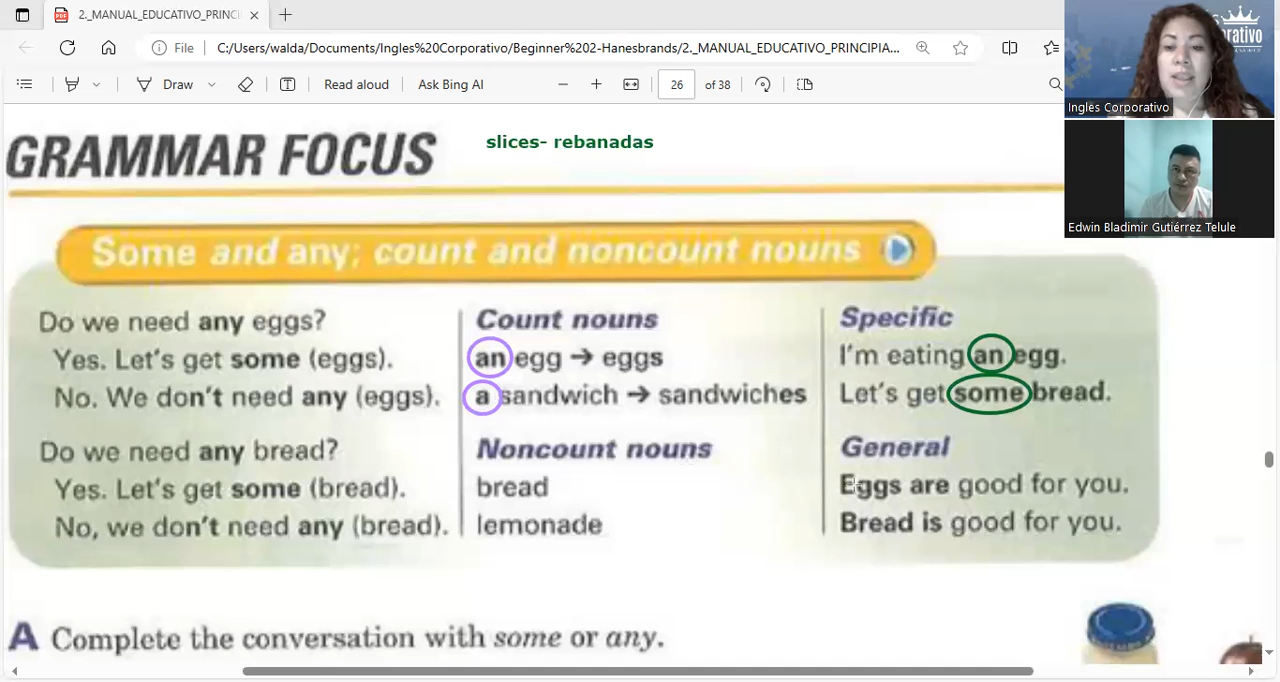 2._MANUAL_EDUCATIVO_PRINCI
File
C:/Users/walda/Documents/Ingles%20Corporativo/Beginner%202-Hanesbrands/2._MANUAL_EDUCATIVO_PRINCIPIA...
Draw
Read aloud
Ask Bing AI
26 of 38
Inglés Corporativo
Edwin Bladimir Gutiérrez Telule
GRAMMAR FOCUS
slices- rebanadas
Some and any; count and noncount nouns
Do we need any eggs?
Yes. Let's get some (eggs).
No. We don't need any (eggs).
Do we need any bread?
Yes. Let's get some (bread).
No, we don't need any (bread).
Count nouns
an egg → eggs
a sandwich → sandwiches
Noncount nouns
bread
lemonade
Specific
I'm eating an egg.
Let's get some bread.
General
Eggs are good for you.
Bread is good for you.
A Complete the conversation with some or any.